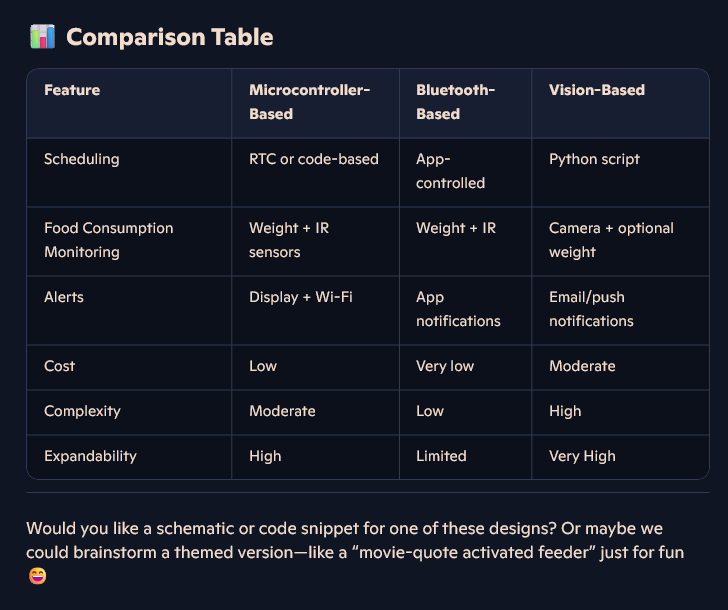 📊 Comparison Table
Feature
Microcontroller-
Based
Bluetooth-
Based
Vision-Based
Scheduling
RTC or code-based
App-
controlled
Python script
Food Consumption
Monitoring
Weight + IR
sensors
Weight + IR
Camera + optional
weight
Alerts
Display + Wi-Fi
App
notifications
Email/push
notifications
Cost
Low
Very low
Moderate
Complexity
Moderate
Low
High
Expandability
High
Limited
Very High
Would you like a schematic or code snippet for one of these designs? Or maybe we
could brainstorm a themed version—like a “movie-quote activated feeder” just for fun
😄